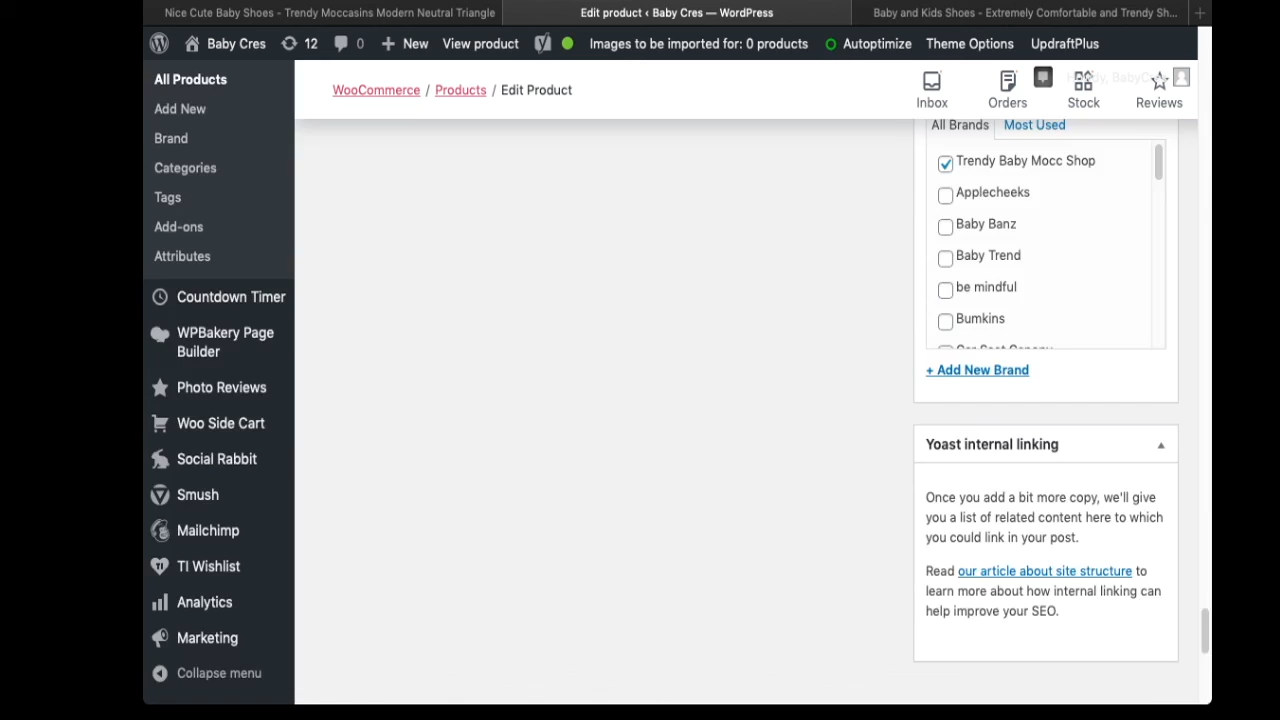 Nice Cute Baby Shoes - Trendy Moccasins Modern Neutral Triangle
Edit product ‹ Baby Cres — WordPress
Baby and Kids Shoes - Extremely Comfortable and Trendy Sh...
Baby Cres
12
0
New
View product
Images to be imported for: 0 products
Autoptimize
Theme Options
UpdraftPlus
All Products
Add New
Brand
Categories
Tags
Add-ons
Attributes
Countdown Timer
WPBakery Page
Builder
Photo Reviews
Woo Side Cart
Social Rabbit
Smush
Mailchimp
TI Wishlist
Analytics
Marketing
Collapse menu
WooCommerce / Products / Edit Product
Inbox
Orders
Stock
Reviews
All Brands
Most Used
Trendy Baby Mocc Shop
Applecheeks
Baby Banz
Baby Trend
be mindful
Bumkins
+ Add New Brand
Yoast internal linking
Once you add a bit more copy, we'll give
you a list of related content here to which
you could link in your post.
Read our article about site structure to
learn more about how internal linking can
help improve your SEO.